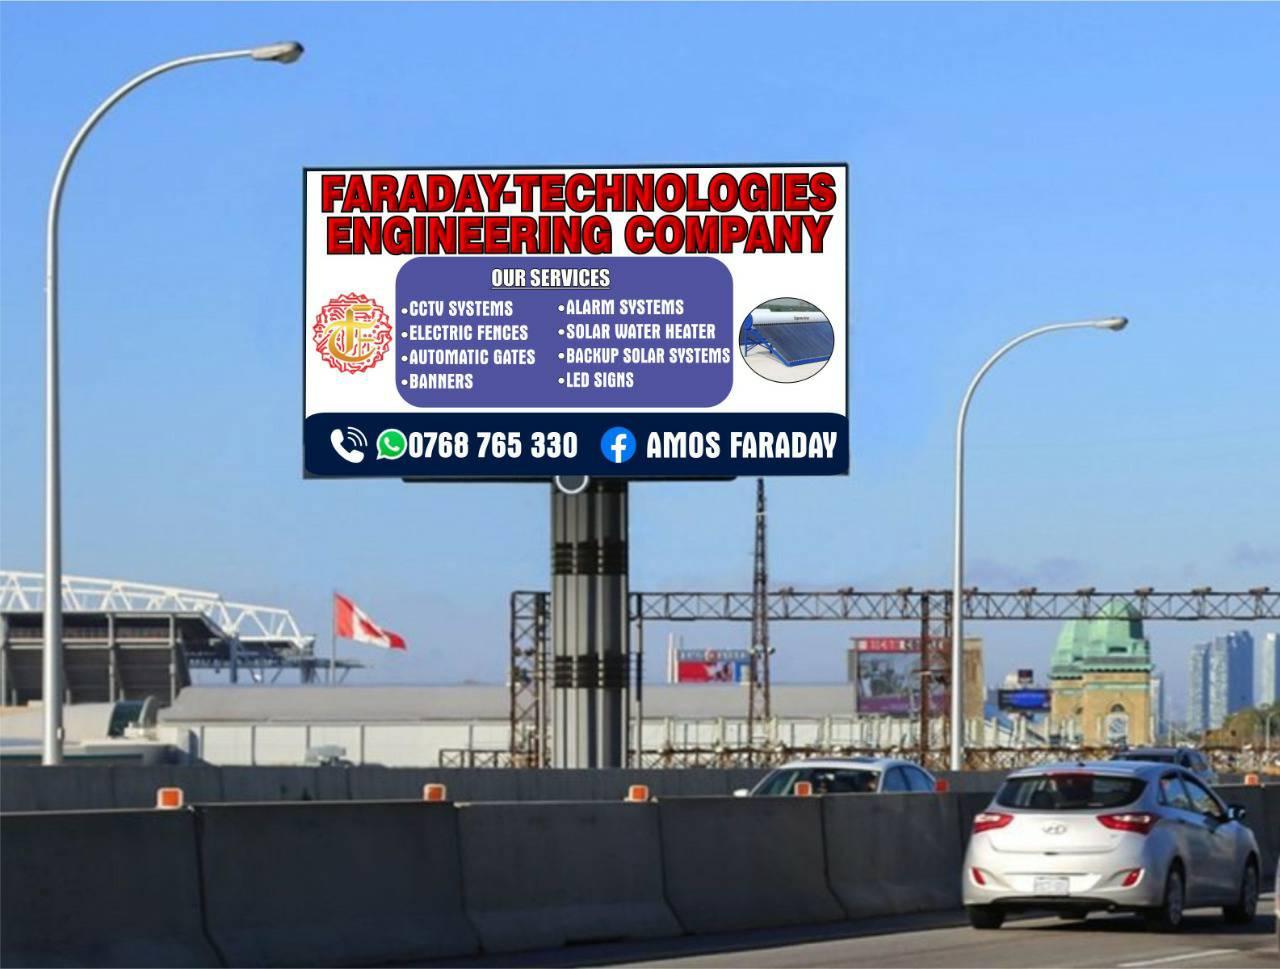 FARADAY-TECHNOLOGIES
ENGINEERING COMPANY
OUR SERVICES
•CCTV SYSTEMS
•ELECTRIC FENCES
•AUTOMATIC GATES
•BANNERS
•ALARM SYSTEMS
•SOLAR WATER HEATER
•BACKUP SOLAR SYSTEMS
•LED SIGNS
0768 765 330
AMOS FARADAY